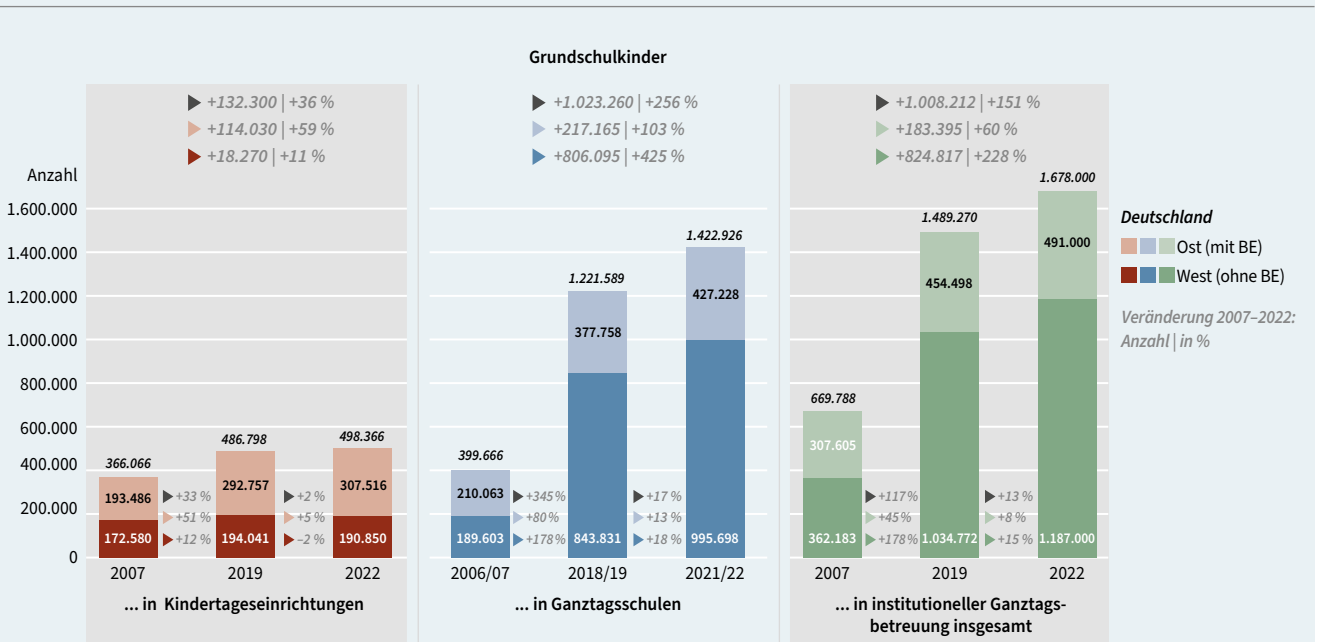 Grundschulkinder
+132.300 | +36 %
+114.030 | +59 %
+18.270 | +11 %
+1.023.260 | +256 %
+217.165 | +103 %
+806.095 | +425 %
+1.008.212 | +151 %
+183.395 | +60 %
+824.817 | +228 %
Anzahl
1.600.000
1.400.000
1.200.000
1.000.000
800.000
600.000
400.000
200.000
0
366.066
193.486
172.580
+33 %
+51 %
+12 %
486.798
292.757
194.041
+2 %
+5 %
–2 %
498.366
307.516
190.850
2007 2019 2022
... in Kindertageseinrichtungen
399.666
210.063
189.603
+345 %
+80 %
+178 %
1.221.589
377.758
843.831
+17 %
+13 %
+18 %
1.422.926
427.228
995.698
2006/07 2018/19 2021/22
... in Ganztagsschulen
669.788
307.605
362.183
+117 %
+45 %
+178 %
1.489.270
454.498
1.034.772
+13 %
+8 %
+15 %
1.678.000
491.000
1.187.000
2007 2019 2022
... in institutioneller Ganztags-
betreuung insgesamt
Deutschland
Ost (mit BE)
West (ohne BE)
Veränderung 2007–2022:
Anzahl | in %